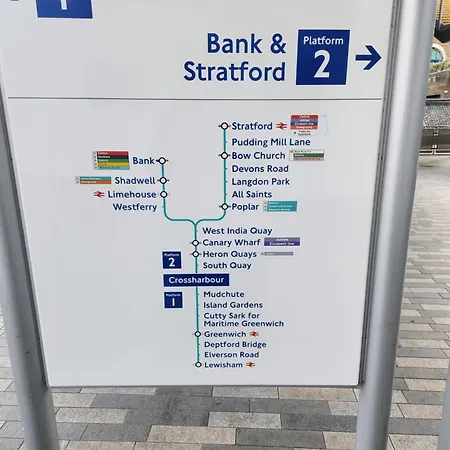 1
Bank &
Stratford
Platform
2
Stratford
Pudding Mill Lane
Bow Church
Devons Road
Langdon Park
All Saints
Poplar
Bank
Shadwell
Limehouse
Westferry
West India Quay
Canary Wharf
Heron Quays
South Quay
Platform
2
Crossharbour
Platform
1
Mudchute
Island Gardens
Cutty Sark for
Maritime Greenwich
Greenwich
Deptford Bridge
Elverson Road
Lewisham